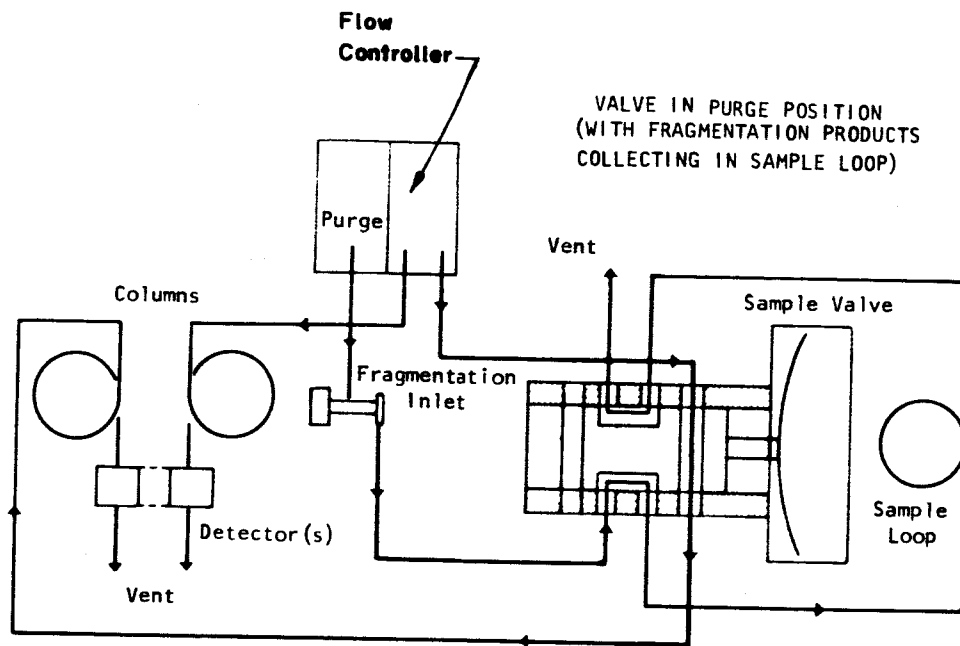 Flow
Controller
VALVE IN PURGE POSITION
(WITH FRAGMENTATION PRODUCTS
COLLECTING IN SAMPLE LOOP)
Purge
Vent
Columns
Sample Valve
Fragmentation
Inlet
Sample
Loop
Detector(s)
Vent